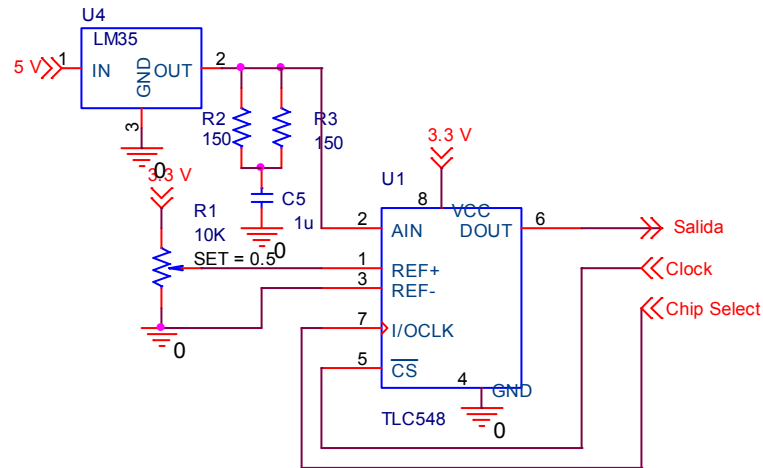 U4
LM35
5 V
1
IN
GND
OUT
2
3
0
R2
150
R3
150
C5
1u
0
3.3 V
R1
10K
SET = 0.5
0
3.3 V
U1
8
VCC
2
AIN
DOUT
6
Salida
1
REF+
3
REF-
Clock
7
I/OCLK
Chip Select
5
CS
4
GND
TLC548
0